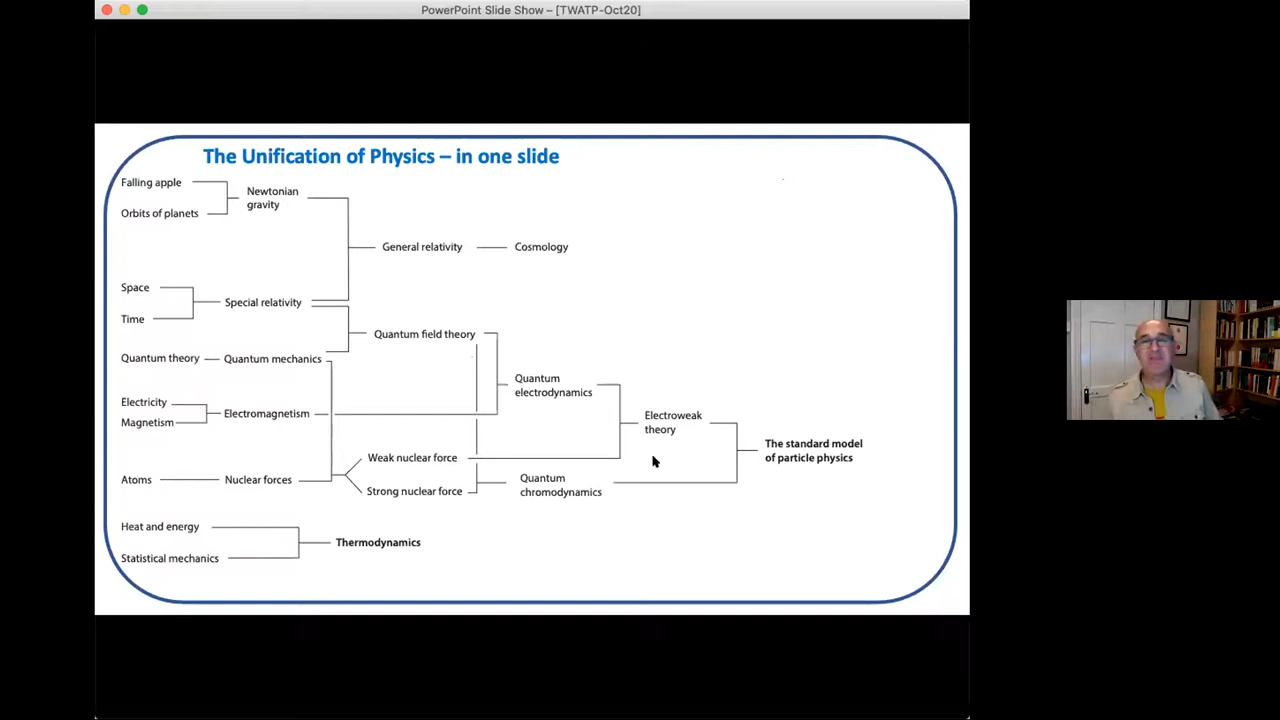 PowerPoint Slide Show – [TWATP-Oct20]
The Unification of Physics – in one slide
Falling apple
Newtonian
gravity
Orbits of planets
General relativity
Cosmology
Space
Special relativity
Time
Quantum field theory
Quantum theory
Quantum mechanics
Quantum
electrodynamics
Electricity
Electromagnetism
Magnetism
Electroweak
theory
The standard model
of particle physics
Weak nuclear force
Atoms
Nuclear forces
Strong nuclear force
Quantum
chromodynamics
Heat and energy
Thermodynamics
Statistical mechanics